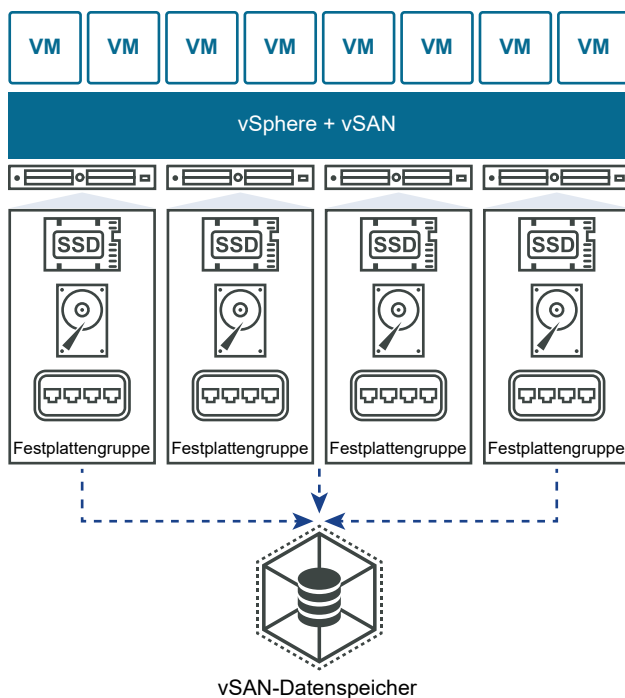 VM VM VM VM VM VM VM VM
vSphere + vSAN
SSD SSD SSD SSD
Festplattengruppe Festplattengruppe Festplattengruppe Festplattengruppe
vSAN-Datenspeicher